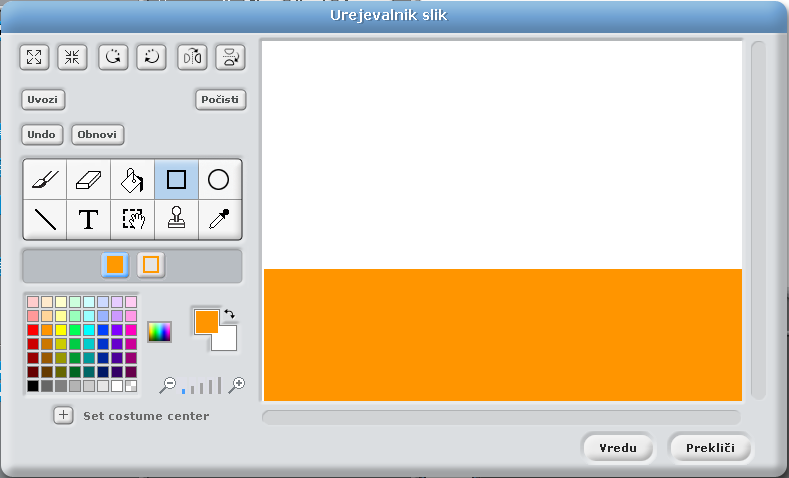 Urejevalnik slik
Uvozi
Počisti
Undo
Obnovi
T
Set costume center
Vredu
Prekliči